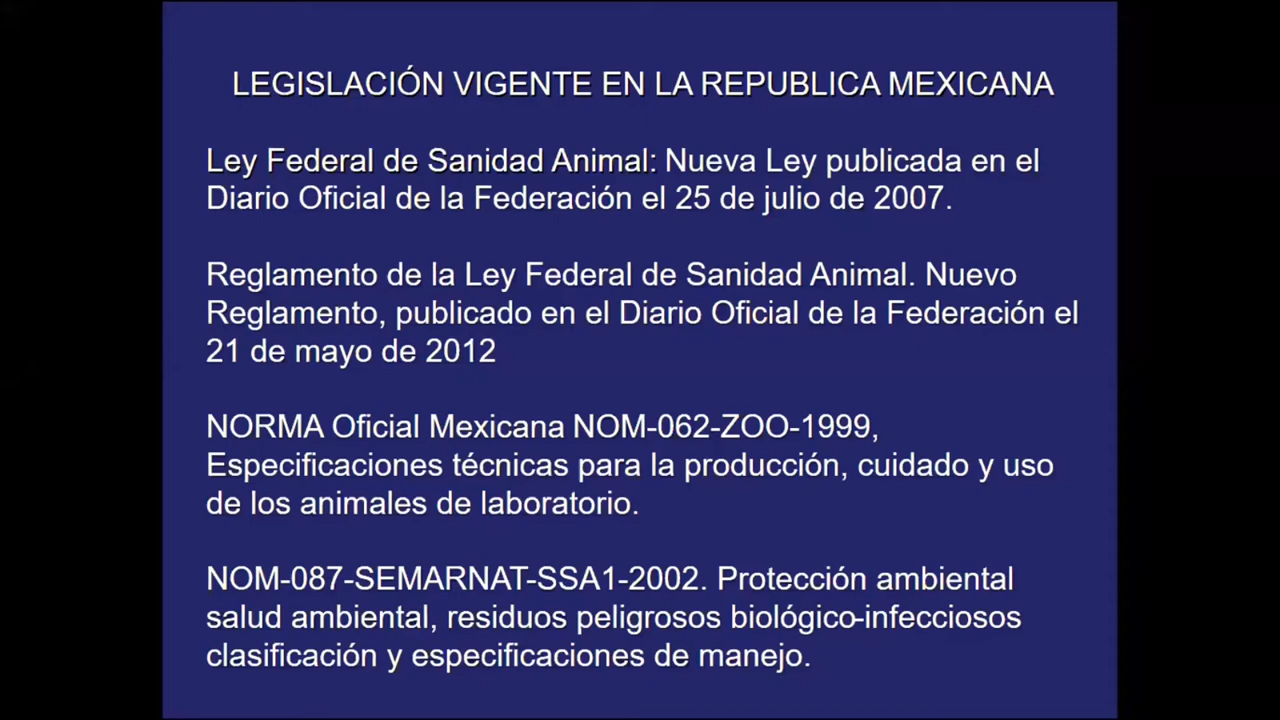 LEGISLACIÓN VIGENTE EN LA REPUBLICA MEXICANA
Ley Federal de Sanidad Animal: Nueva Ley publicada en el
Diario Oficial de la Federación el 25 de julio de 2007.
Reglamento de la Ley Federal de Sanidad Animal. Nuevo
Reglamento, publicado en el Diario Oficial de la Federación el
21 de mayo de 2012
NORMA Oficial Mexicana NOM-062-ZOO-1999,
Especificaciones técnicas para la producción, cuidado y uso
de los animales de laboratorio.
NOM-087-SEMARNAT-SSA1-2002. Protección ambiental
salud ambiental, residuos peligrosos biológico-infecciosos
clasificación y especificaciones de manejo.